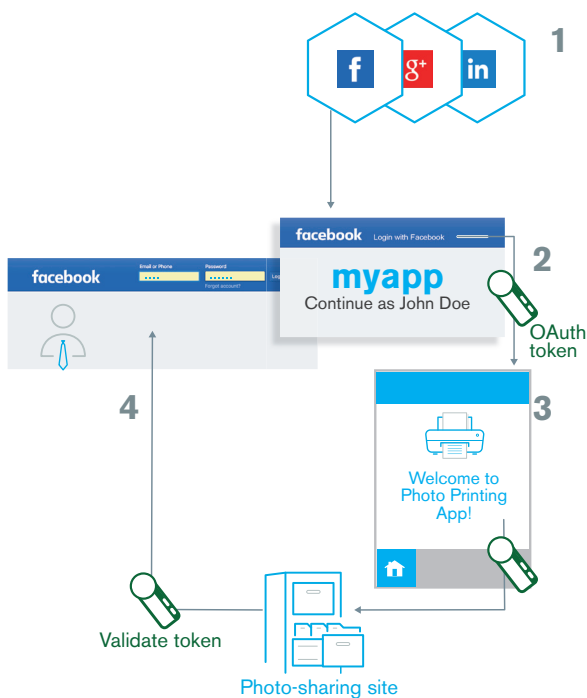 1
f
g+
in
facebook Login with Facebook
2
myapp
Continue as John Doe
OAuth
token
Email or Phone
Password
facebook
Log
Forgot account?
4
3
Welcome to
Photo Printing
App!
Validate token
Photo-sharing site